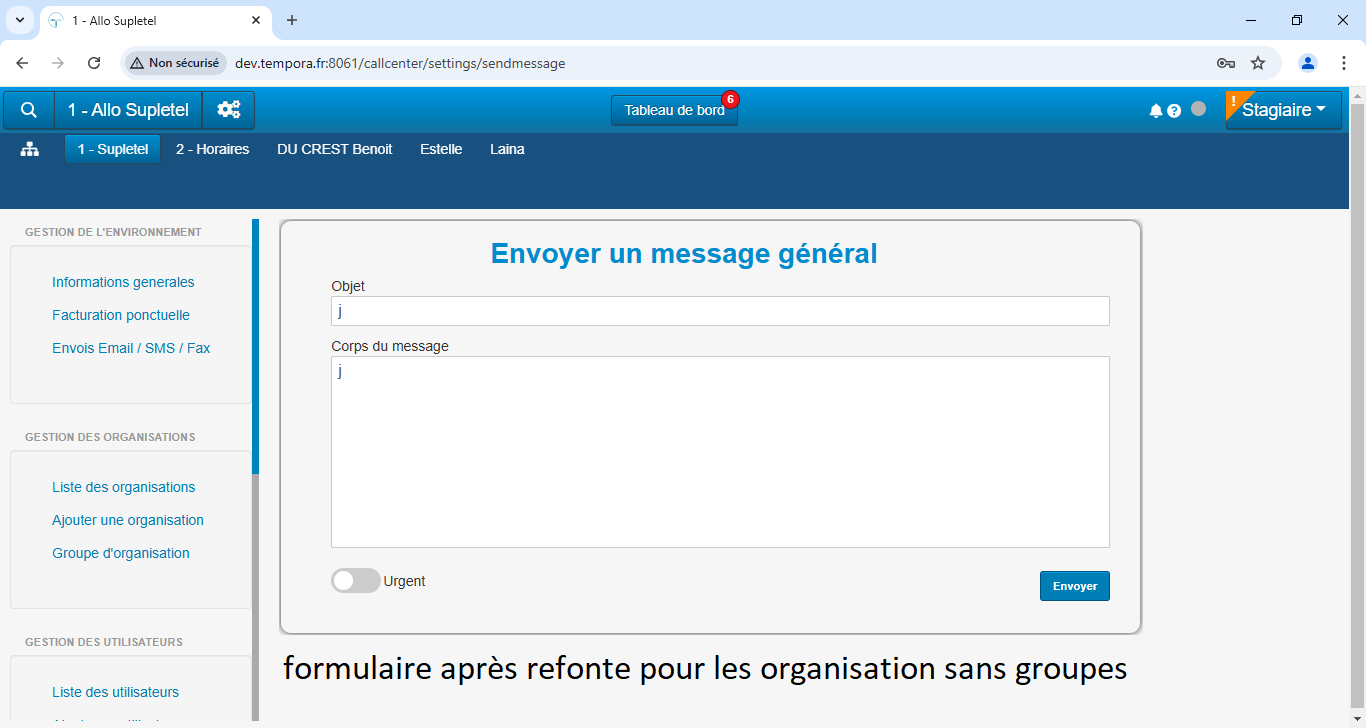 1 - Allo Supletel
Non sécurisé
dev.tempora.fr:8061/callcenter/settings/sendmessage
1 - Allo Supletel
Tableau de bord
6
!
Stagiaire
1 - Supletel
2 - Horaires
DU CREST Benoit
Estelle
Laina
GESTION DE L'ENVIRONNEMENT
Informations generales
Facturation ponctuelle
Envois Email / SMS / Fax
GESTION DES ORGANISATIONS
Liste des organisations
Ajouter une organisation
Groupe d'organisation
GESTION DES UTILISATEURS
Liste des utilisateurs
Envoyer un message général
Objet
j
Corps du message
j
Urgent
Envoyer
formulaire après refonte pour les organisation sans groupes